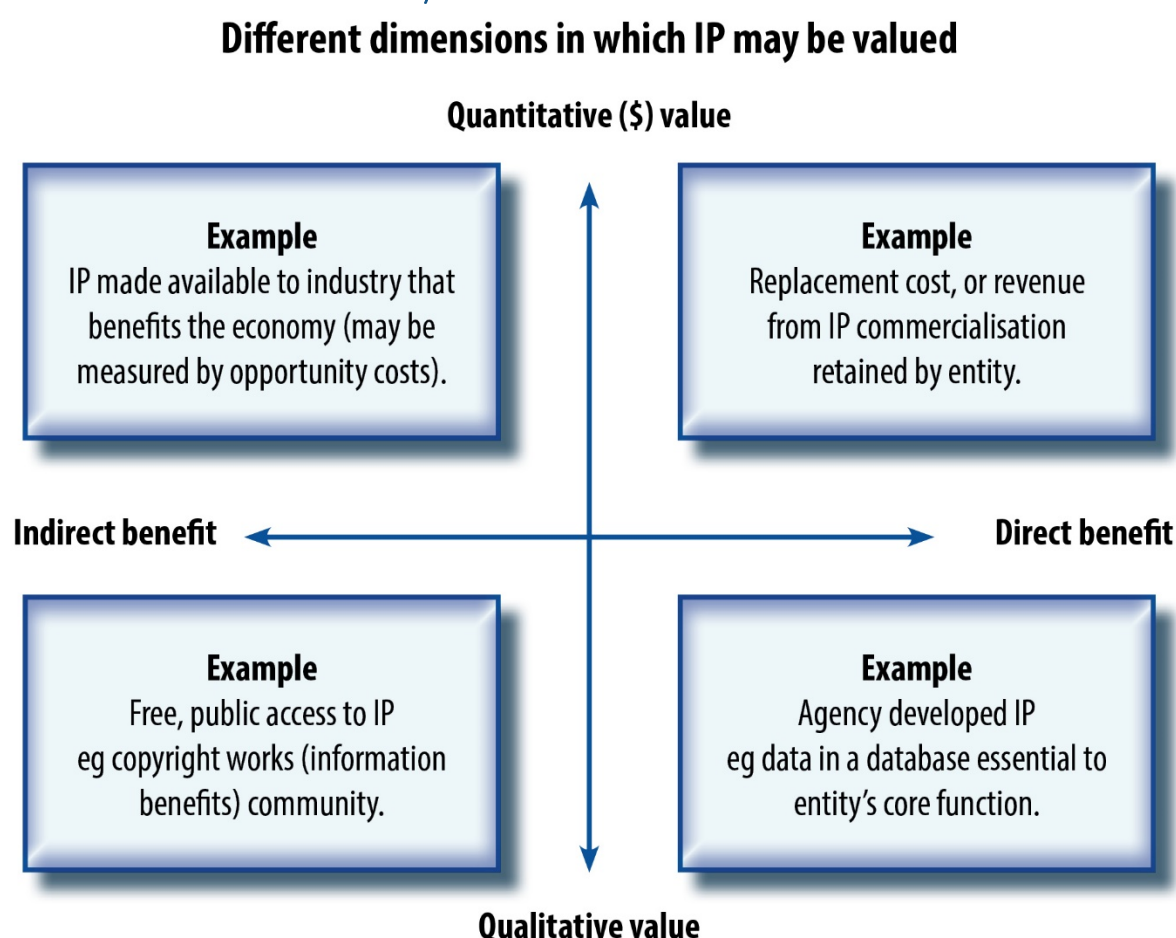 Different dimensions in which IP may be valued
Quantitative ($) value
Example
IP made available to industry that
benefits the economy (may be
measured by opportunity costs).
Example
Replacement cost, or revenue
from IP commercialisation
retained by entity.
Indirect benefit
Direct benefit
Example
Free, public access to IP
eg copyright works (information
benefits) community.
Example
Agency developed IP
eg data in a database essential to
entity’s core function.
Qualitative value